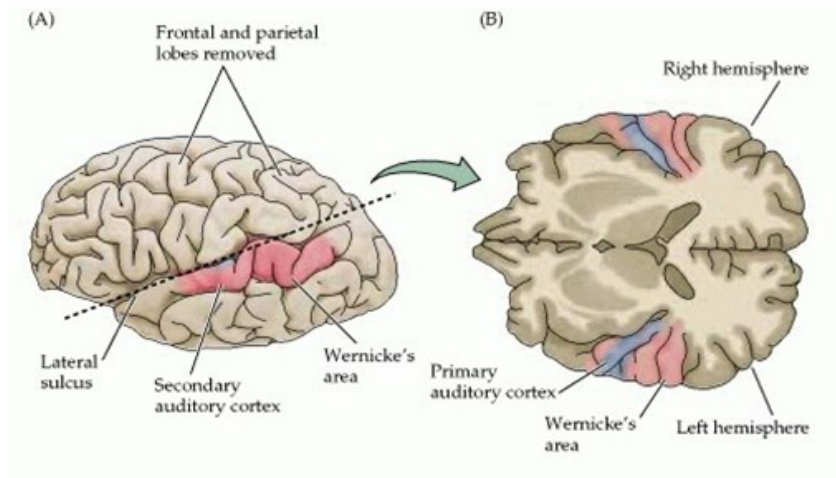 (A)
Frontal and parietal
lobes removed
Lateral
sulcus
Secondary
auditory cortex
Wernicke's
area
(B)
Right hemisphere
Primary
auditory cortex
Wernicke's
area
Left hemisphere